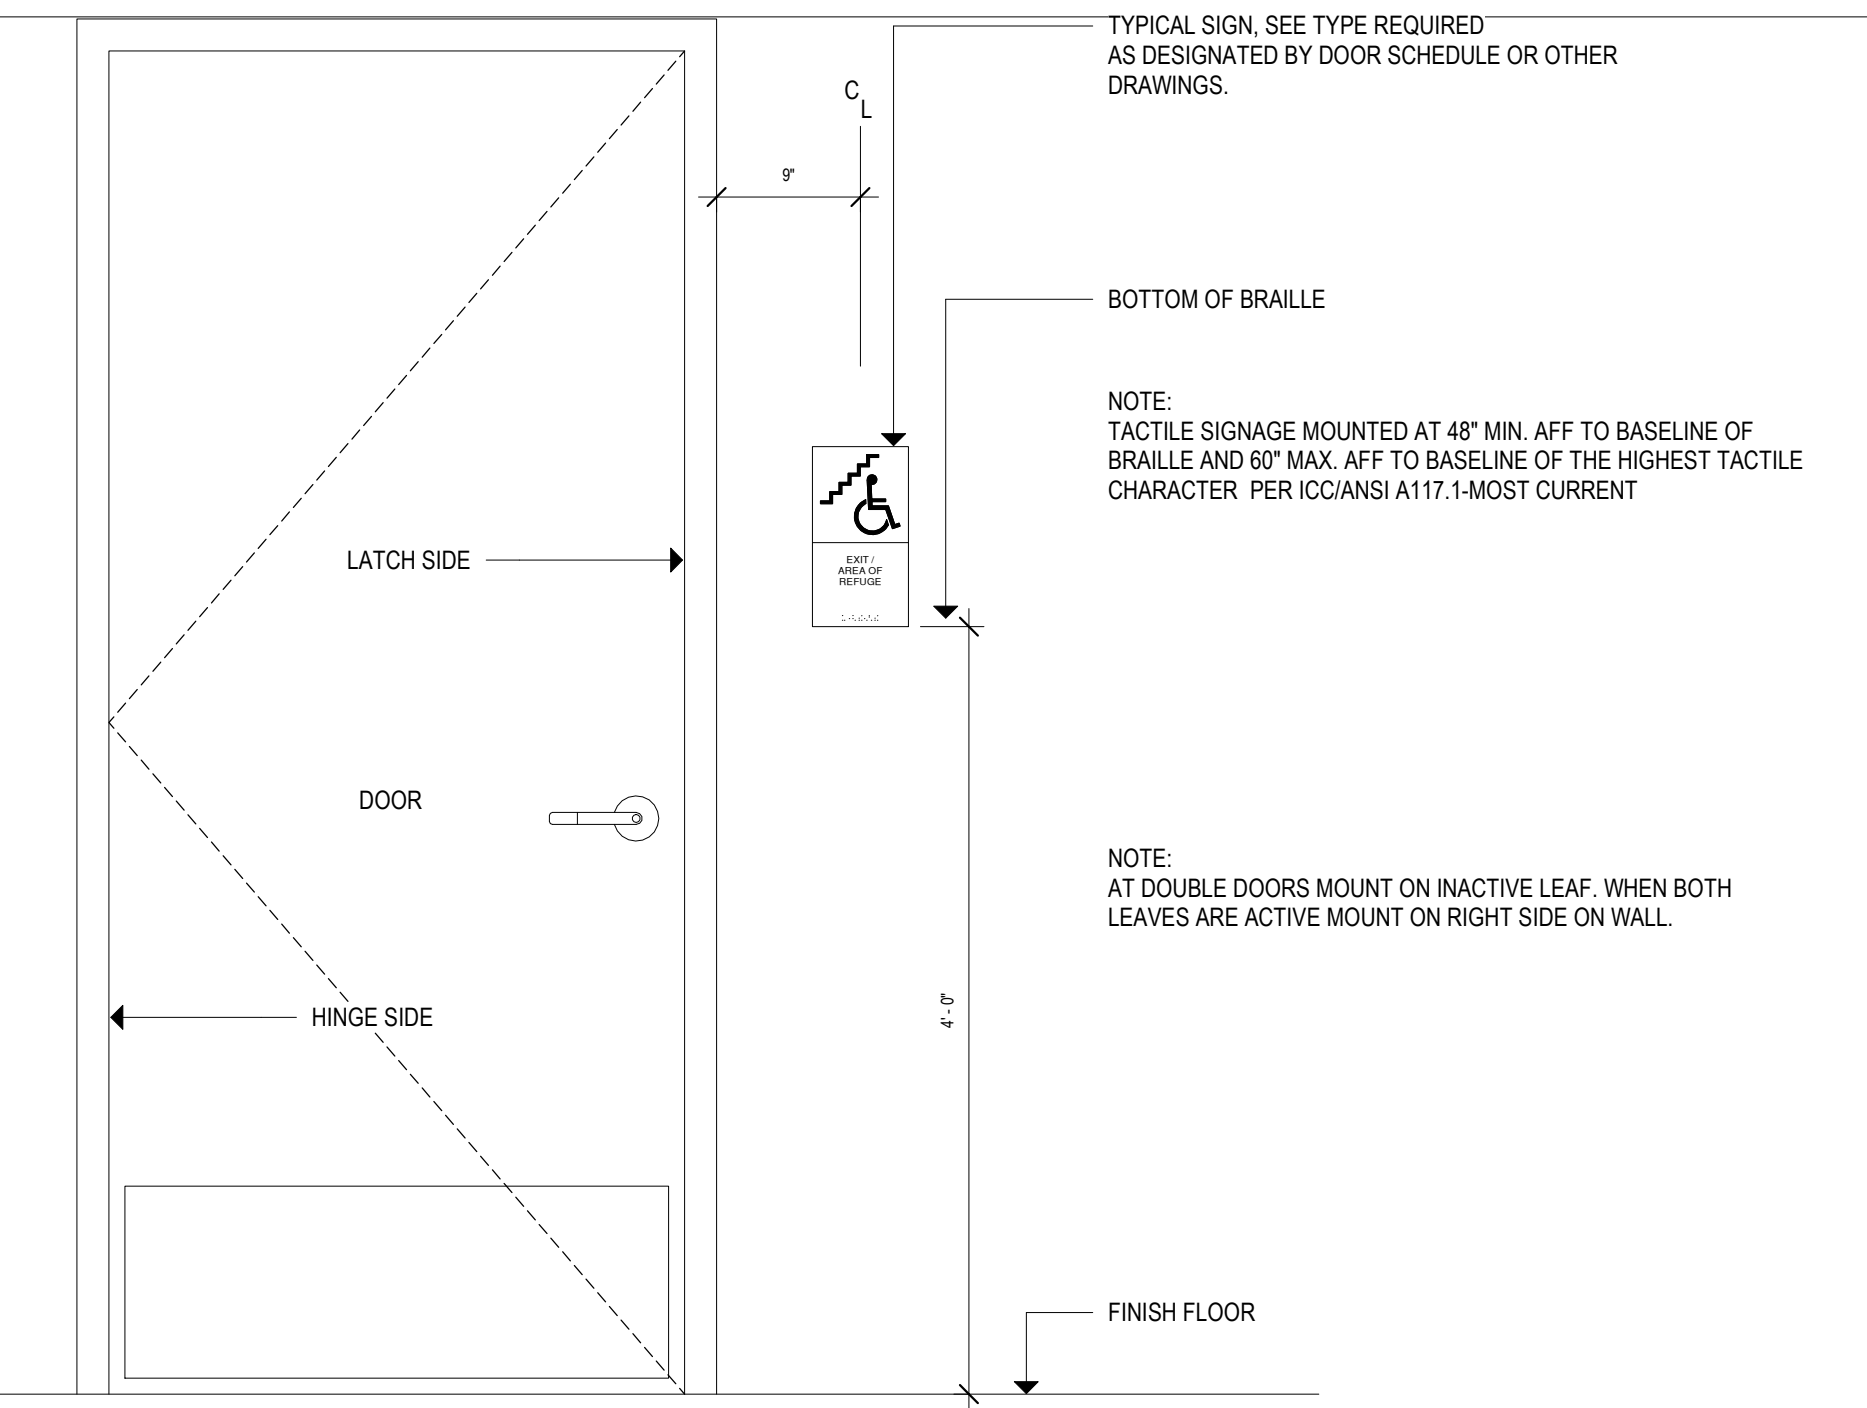 TYPICAL SIGN, SEE TYPE REQUIRED
AS DESIGNATED BY DOOR SCHEDULE OR OTHER
DRAWINGS.
C
L
9"
BOTTOM OF BRAILLE
NOTE:
TACTILE SIGNAGE MOUNTED AT 48" MIN. AFF TO BASELINE OF
BRAILLE AND 60" MAX. AFF TO BASELINE OF THE HIGHEST TACTILE
CHARACTER  PER ICC/ANSI A117.1-MOST CURRENT
LATCH SIDE
EXIT /
AREA OF
REFUGE
DOOR
NOTE:
AT DOUBLE DOORS MOUNT ON INACTIVE LEAF. WHEN BOTH
LEAVES ARE ACTIVE MOUNT ON RIGHT SIDE ON WALL.
4' - 0"
HINGE SIDE
FINISH FLOOR